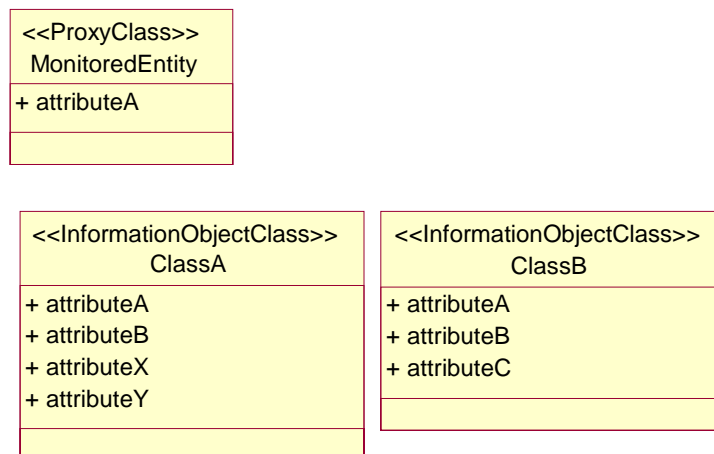 <<ProxyClass>>
MonitoredEntity
+ attributeA
<<InformationObjectClass>>
ClassA
+ attributeA
+ attributeB
+ attributeX
+ attributeY
<<InformationObjectClass>>
ClassB
+ attributeA
+ attributeB
+ attributeC